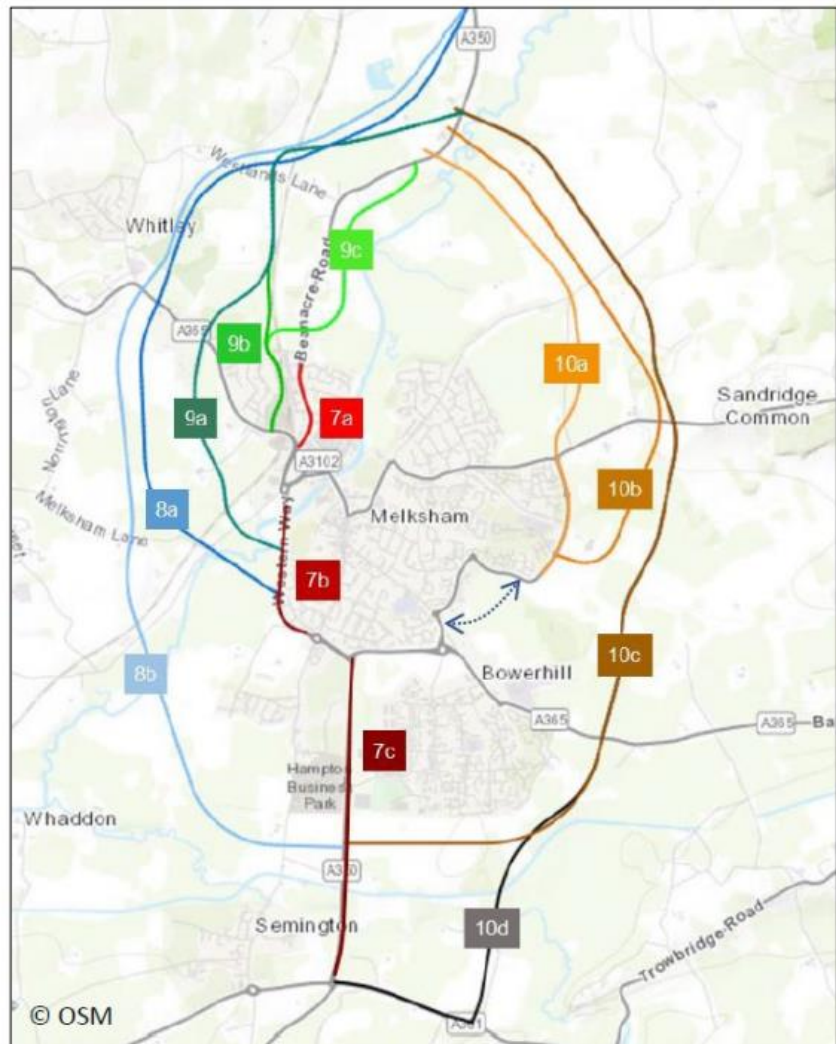 A350
Westlands Lane
Whitley
9c
Beanacre Road
A365
9b
10a
Lane
Norrington
Sandridge
Common
9a
7a
A3102
10b
8a
Melksham
Melksham Lane
Western Way
7b
10c
8b
Bowerhill
A365
A365
Ba
7c
Hampton
Business
Park
Whaddon
A350
Semington
10d
Trowbridge Road
© OSM
A361